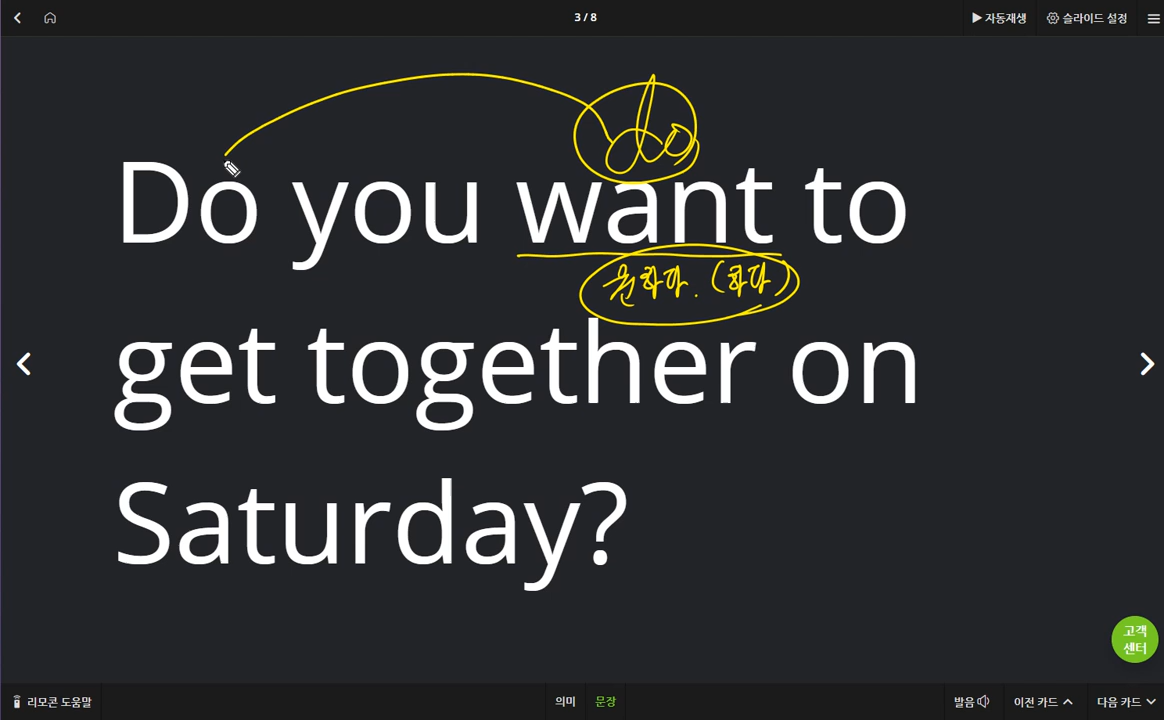 3 / 8
자동재생
슬라이드 설정
do
Do you want to
원하다. (하다)
get together on
Saturday?
고객
센터
리모콘 도움말
의미
문장
발음
이전 카드
다음 카드